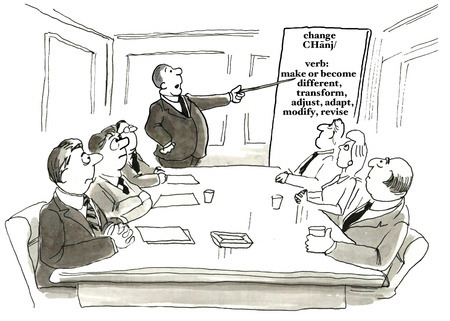 change
CHānj/
verb:
make or become
different,
transform,
adjust, adapt,
modify, revise